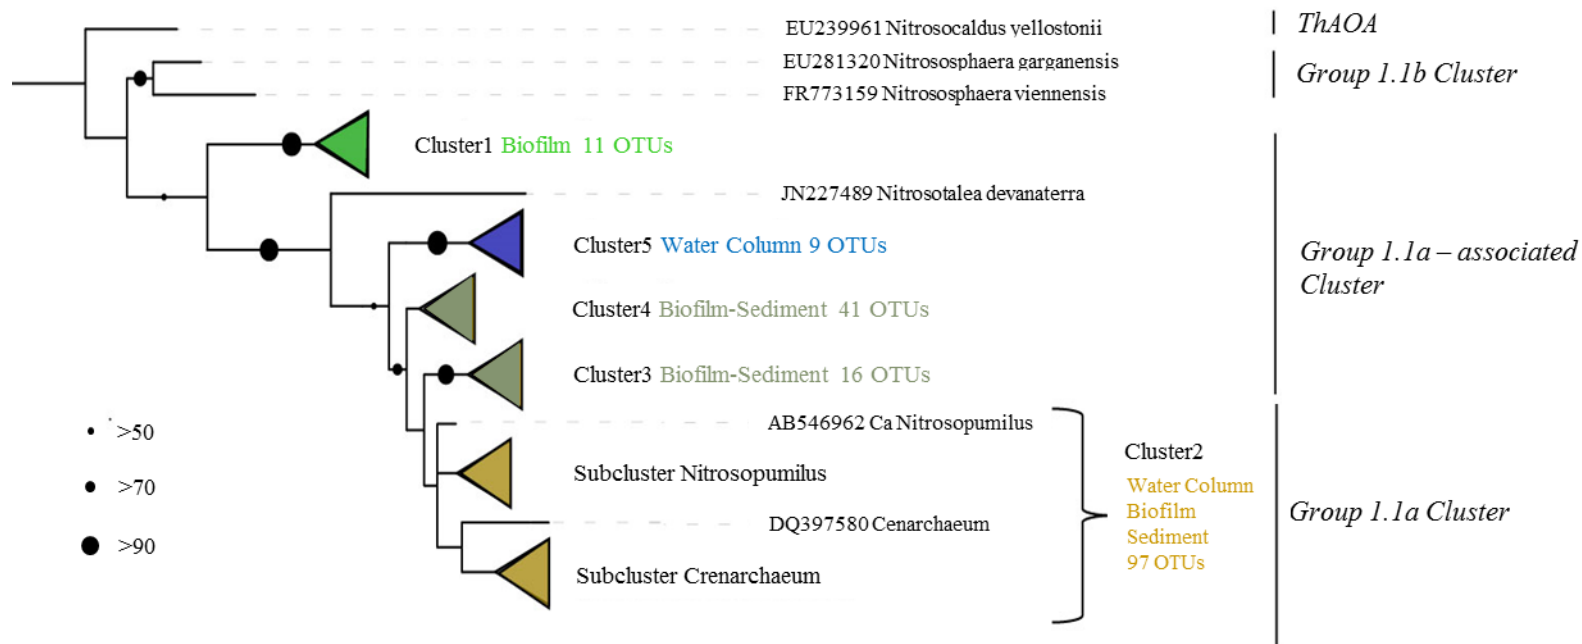 EU239961 Nitrosocaldus yellostonii
ThAOA
EU281320 Nitrososphaera garganensis
Group 1.1b Cluster
FR773159 Nitrososphaera viennensis
Cluster1 Biofilm 11 OTUs
JN227489 Nitrosotalea devanaterra
Cluster5 Water Column 9 OTUs
Group 1.1a – associated
Cluster
Cluster4 Biofilm-Sediment 41 OTUs
Cluster3 Biofilm-Sediment 16 OTUs
AB546962 Ca Nitrosopumilus
>50
Cluster2
Subcluster Nitrosopumilus
Water Column
>70
Biofilm
Group 1.1a Cluster
DQ397580 Cenarchaeum
Sediment
>90
97 OTUs
Subcluster Crenarchaeum